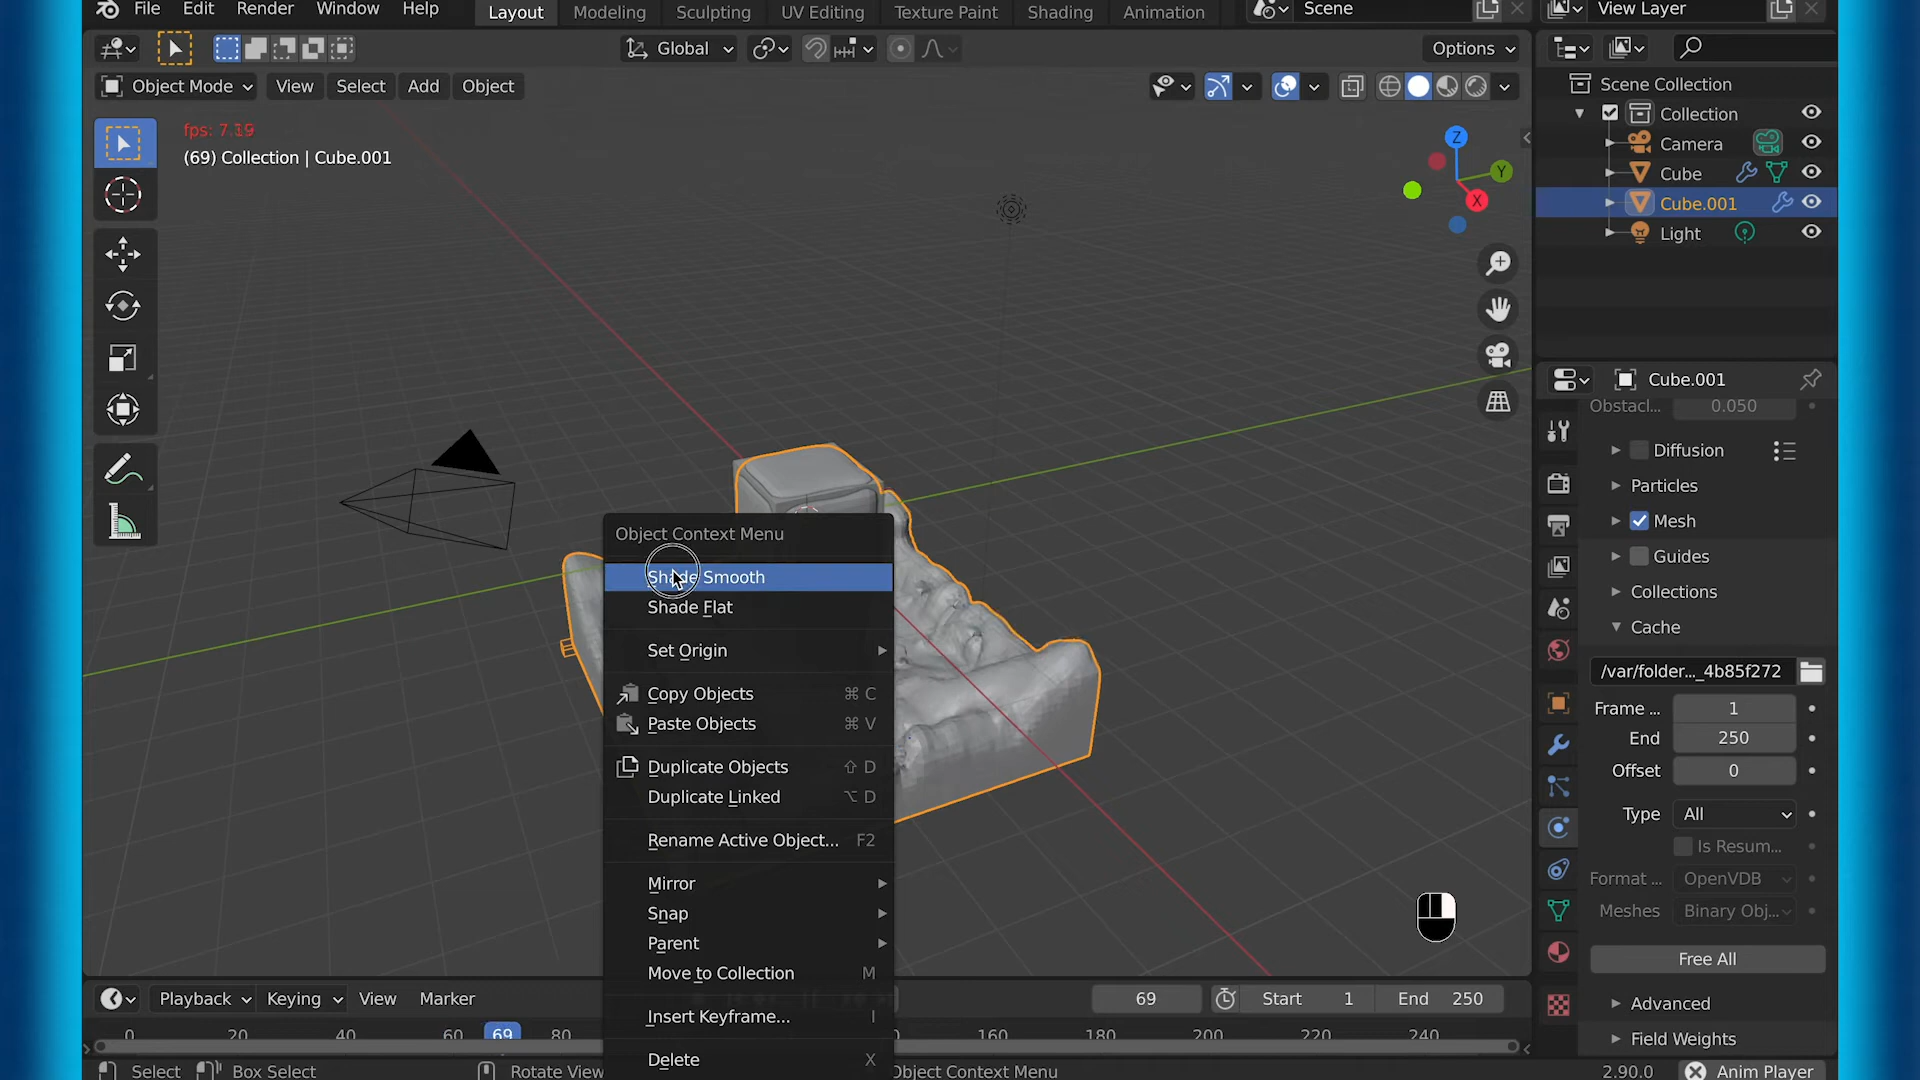 File Edit Render Window Help Layout Modeling Sculpting UV Editing Texture Paint Shading Animation Scene View Layer
Global Options
Object Mode View Select Add Object
fps: 7.19
(69) Collection | Cube.001
Z
Y
X
Scene Collection
Collection
Camera
Cube
Cube.001
Light
Cube.001
0.050
Diffusion
Particles
Mesh
Guides
Collections
Cache
/var/folder..._4b85f272
Frame ... 1
End 250
Offset 0
Type All
Is Resum...
Format ... OpenVDB
Meshes Binary Obj...
Free All
Advanced
Field Weights
Object Context Menu
Shade Smooth
Shade Flat
Set Origin
Copy Objects ⌘ C
Paste Objects ⌘ V
Duplicate Objects ⇧ D
Duplicate Linked ⌥ D
Rename Active Object... F2
Mirror
Snap
Parent
Move to Collection M
Insert Keyframe... I
Delete X
Playback Keying View Marker 69 Start 1 End 250
0 20 40 60 69 80 160 180 200 220 240
Select Box Select Rotate View Object Context Menu 2.90.0 Anim Player